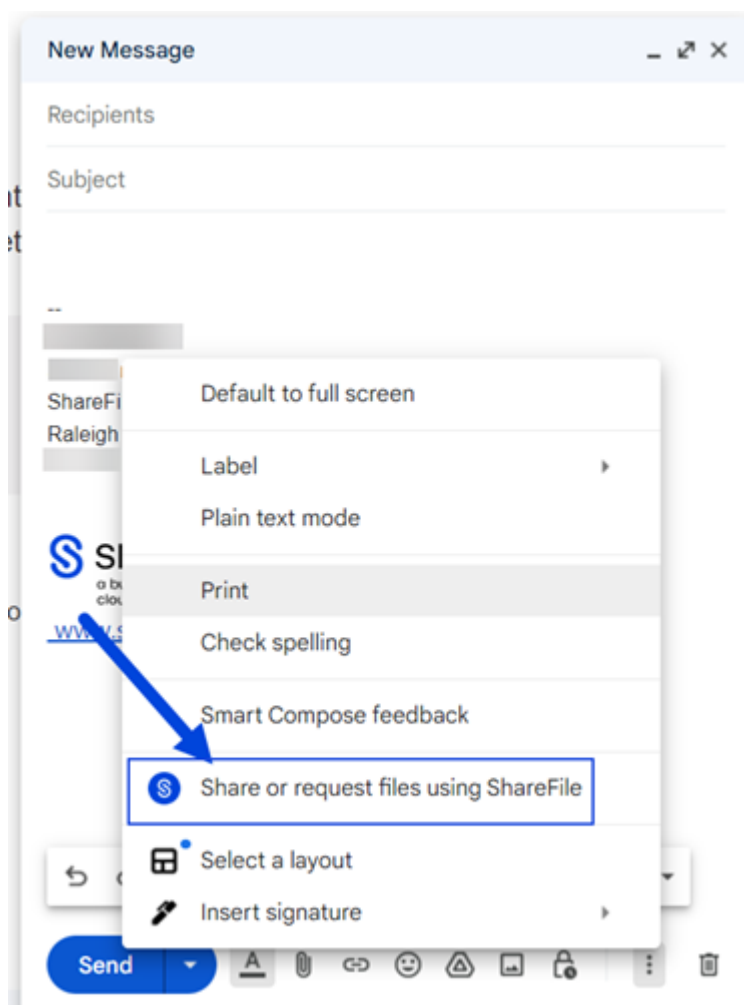 New Message
Recipients
Subject
--
ShareFi
Raleigh
Default to full screen
Label
Plain text mode
Print
Check spelling
Smart Compose feedback
Share or request files using ShareFile
Select a layout
Insert signature
Send